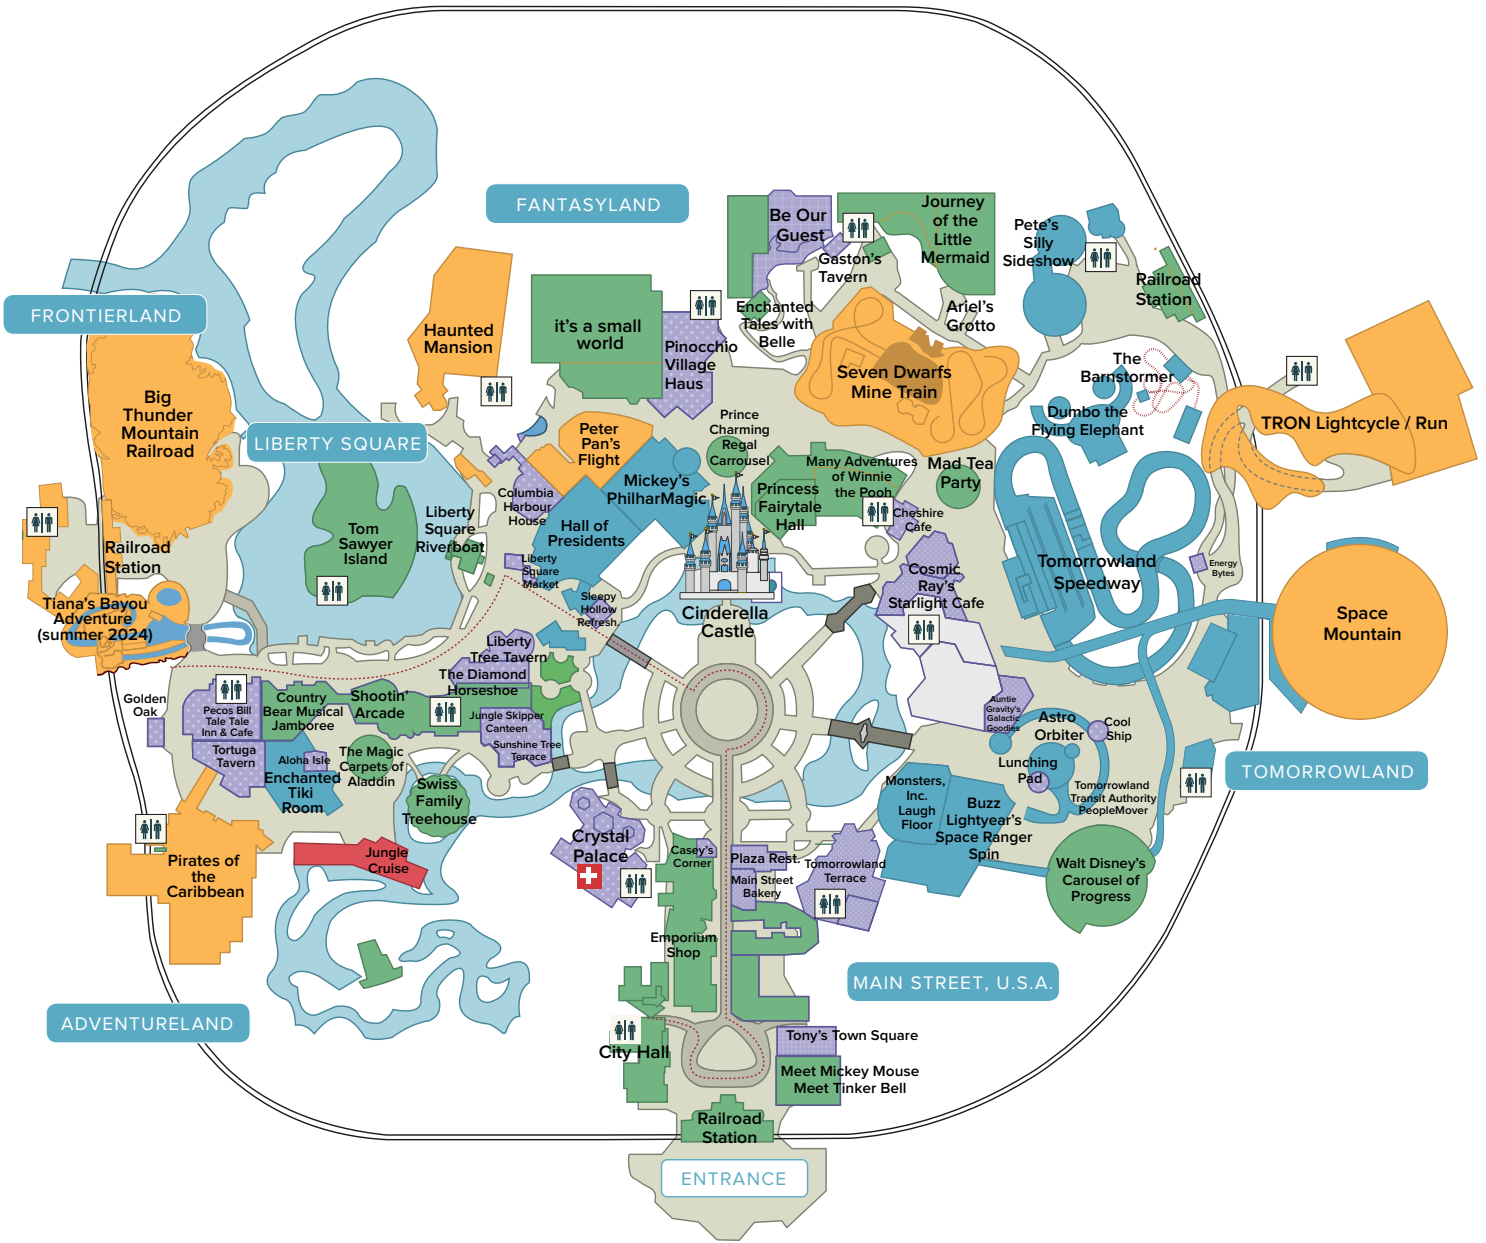 FANTASYLAND
Be Our
Guest
Gaston's
Tavern
Journey
of the
Little
Mermaid
Pete's
Silly
Sideshow
Railroad
Station
FRONTIERLAND
Haunted
Mansion
it's a small
world
Pinocchio
Village
Haus
Enchanted
Tales with
Belle
Ariel's
Grotto
Seven Dwarfs
Mine Train
The
Barnstormer
Dumbo the
Flying Elephant
TRON Lightcycle / Run
Big
Thunder
Mountain
Railroad
LIBERTY SQUARE
Peter
Pan's
Flight
Prince
Charming
Regal
Carrousel
Mickey's
PhilharMagic
Many Adventures
of Winnie
the Pooh
Mad Tea
Party
Princess
Fairytale
Hall
Cheshire
Cafe
Columbia
Harbour
House
Hall of
Presidents
Liberty
Square
Riverboat
Tom
Sawyer
Island
Railroad
Station
Liberty
Square
Market
Sleepy
Hollow
Refresh.
Cinderella
Castle
Cosmic
Ray's
Starlight Cafe
Tomorrowland
Speedway
Energy
Bytes
Space
Mountain
Tiana's Bayou
Adventure
(summer 2024)
Liberty
Tree Tavern
The Diamond
Horseshoe
Golden
Oak
Pecos Bill
Tale Tale
Inn & Cafe
Country
Bear Musical
Jamboree
Shootin'
Arcade
Jungle Skipper
Canteen
Sunshine Tree
Terrace
Tortuga
Tavern
Aloha Isle
Enchanted
Tiki
Room
The Magic
Carpets of
Aladdin
Swiss
Family
Treehouse
Auntie
Gravity's
Galactic
Goodies
Astro
Orbiter
Cool
Ship
Lunching
Pad
TOMORROWLAND
Tomorrowland
Transit Authority
PeopleMover
Monsters,
Inc.
Laugh
Floor
Buzz
Lightyear's
Space Ranger
Spin
Walt Disney's
Carousel of
Progress
Pirates of
the
Caribbean
Jungle
Cruise
Crystal
Palace
Casey's
Corner
Plaza Rest.
Main Street
Bakery
Tomorrowland
Terrace
Emporium
Shop
MAIN STREET, U.S.A.
ADVENTURELAND
City Hall
Tony's Town Square
Meet Mickey Mouse
Meet Tinker Bell
Railroad
Station
ENTRANCE